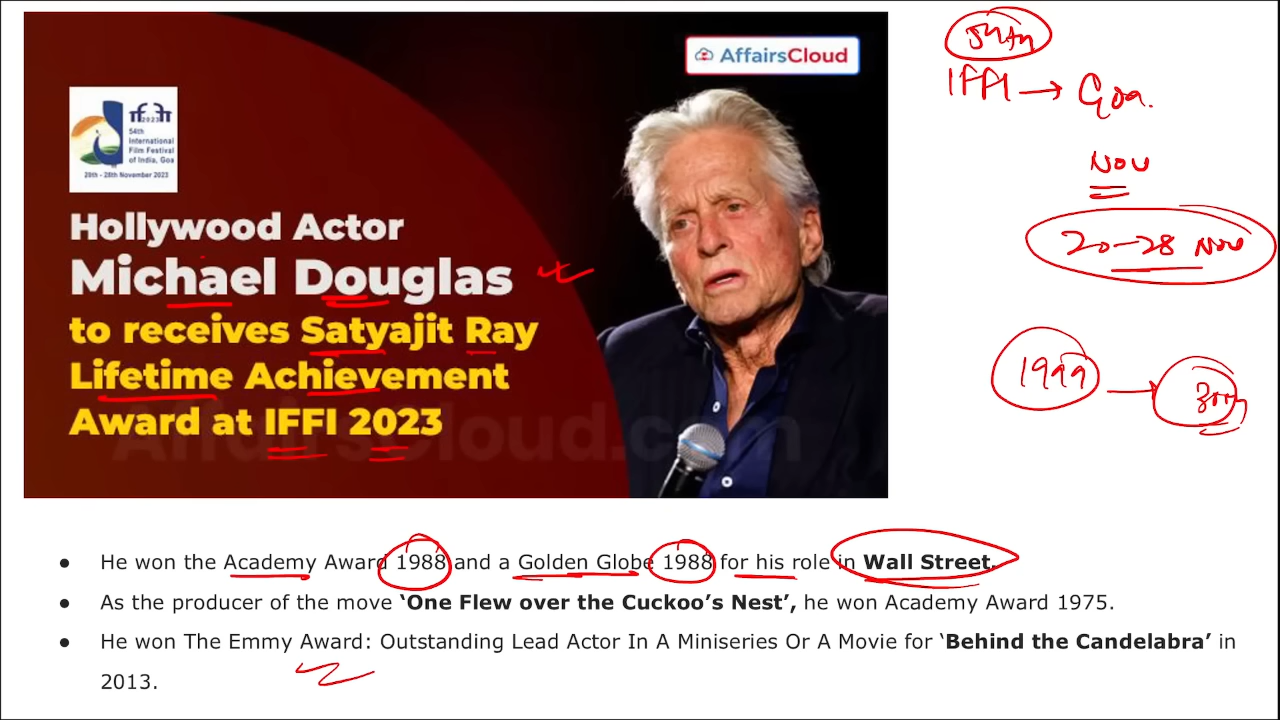 AffairsCloud
iffi
2023
54th
International
Film Festival
of India, Goa
20th - 28th November 2023
Hollywood Actor
Michael Douglas
to receives Satyajit Ray
Lifetime Achievement
Award at IFFI 2023
AffairsCloud.com
54th
IFFI → Goa.
Nov
20-28 Nov
1999 →
● He won the Academy Award 1988 and a Golden Globe 1988 for his role in Wall Street.
● As the producer of the move ‘One Flew over the Cuckoo’s Nest’, he won Academy Award 1975.
● He won The Emmy Award: Outstanding Lead Actor In A Miniseries Or A Movie for ‘Behind the Candelabra’ in
2013.